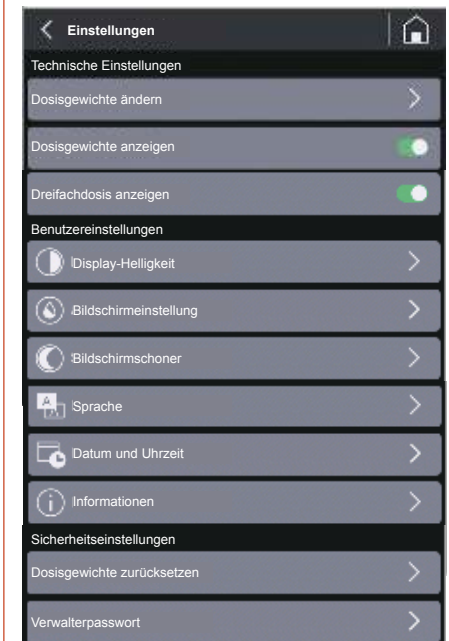 Einstellungen
Technische Einstellungen
Dosisgewichte ändern
Dosisgewichte anzeigen
Dreifachdosis anzeigen
Benutzereinstellungen
Display-Helligkeit
Bildschirmeinstellung
Bildschirmschoner
Sprache
Datum und Uhrzeit
Informationen
Sicherheitseinstellungen
Dosisgewichte zurücksetzen
Verwalterpasswort